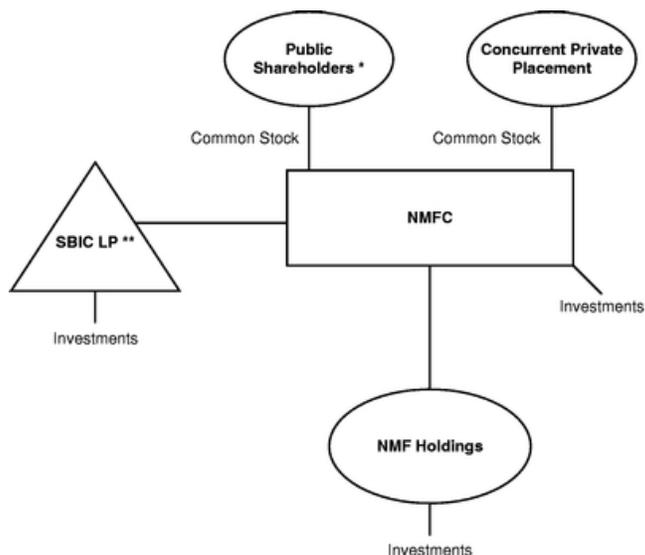 Public
Shareholders *
Concurrent Private
Placement
Common Stock
Common Stock
NMFC
SBIC LP **
Investments
Investments
NMF Holdings
Investments